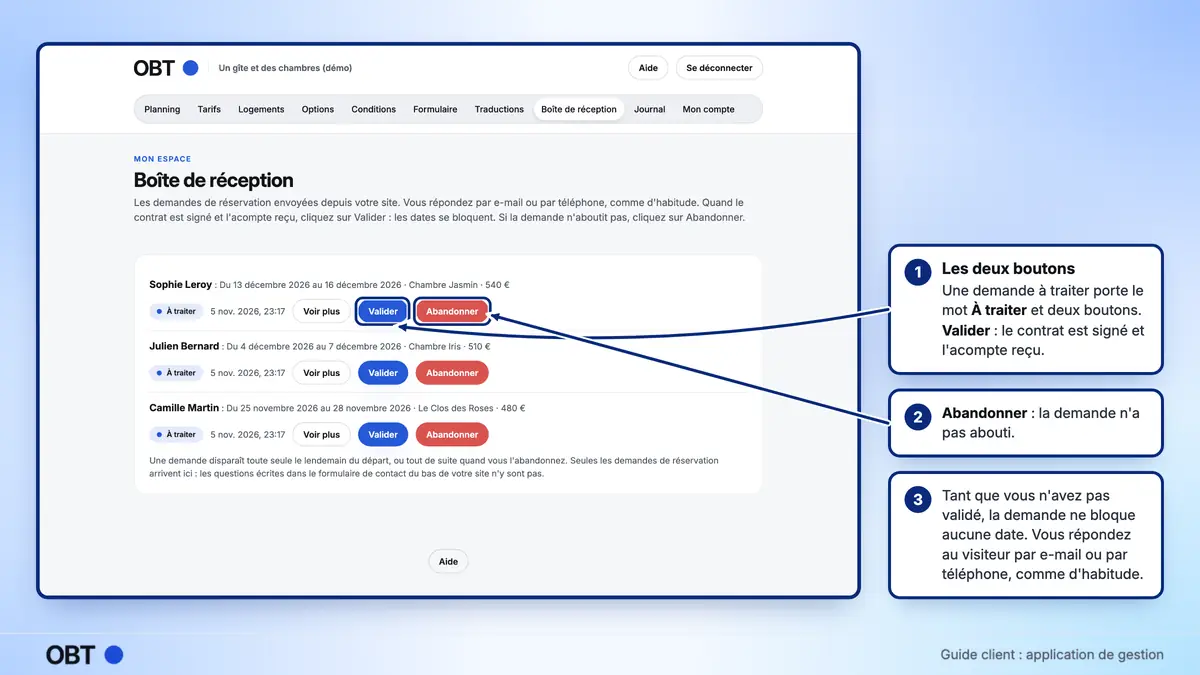 OBT
Un gîte et des chambres (démo)
Aide
Se déconnecter
Planning
Tarifs
Logements
Options
Conditions
Formulaire
Traductions
Boîte de réception
Journal
Mon compte
MON ESPACE
Boîte de réception
Les demandes de réservation envoyées depuis votre site. Vous répondez par e-mail ou par téléphone, comme d'habitude. Quand le
contrat est signé et l'acompte reçu, cliquez sur Valider : les dates se bloquent. Si la demande n'aboutit pas, cliquez sur Abandonner.
Sophie Leroy : Du 13 décembre 2026 au 16 décembre 2026 · Chambre Jasmin · 540 €
À traiter 5 nov. 2026, 23:17 Voir plus Valider Abandonner
Julien Bernard : Du 4 décembre 2026 au 7 décembre 2026 · Chambre Iris · 510 €
À traiter 5 nov. 2026, 23:17 Voir plus Valider Abandonner
Camille Martin : Du 25 novembre 2026 au 28 novembre 2026 · Le Clos des Roses · 480 €
À traiter 5 nov. 2026, 23:17 Voir plus Valider Abandonner
Une demande disparaît toute seule le lendemain du départ, ou tout de suite quand vous l'abandonnez. Seules les demandes de réservation
arrivent ici : les questions écrites dans le formulaire de contact du bas de votre site n'y sont pas.
Aide
1 Les deux boutons
Une demande à traiter porte le
mot À traiter et deux boutons.
Valider : le contrat est signé et
l'acompte reçu.
2 Abandonner : la demande n'a
pas abouti.
3 Tant que vous n'avez pas
validé, la demande ne bloque
aucune date. Vous répondez
au visiteur par e-mail ou par
téléphone, comme d'habitude.
OBT
Guide client : application de gestion